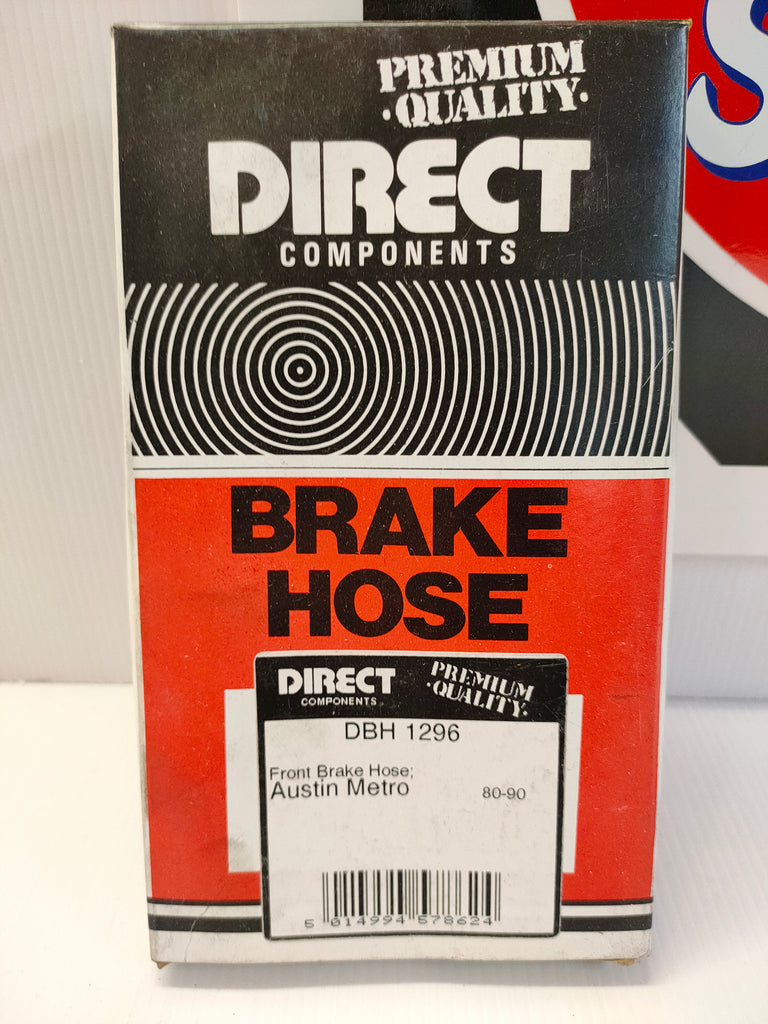 PREMIUM
·QUALITY·
DIRECT
COMPONENTS
BRAKE
HOSE
DIRECT
COMPONENTS
PREMIUM
·QUALITY·
DBH 1296
Front Brake Hose;
Austin Metro 80-90
5 014994 578624
S